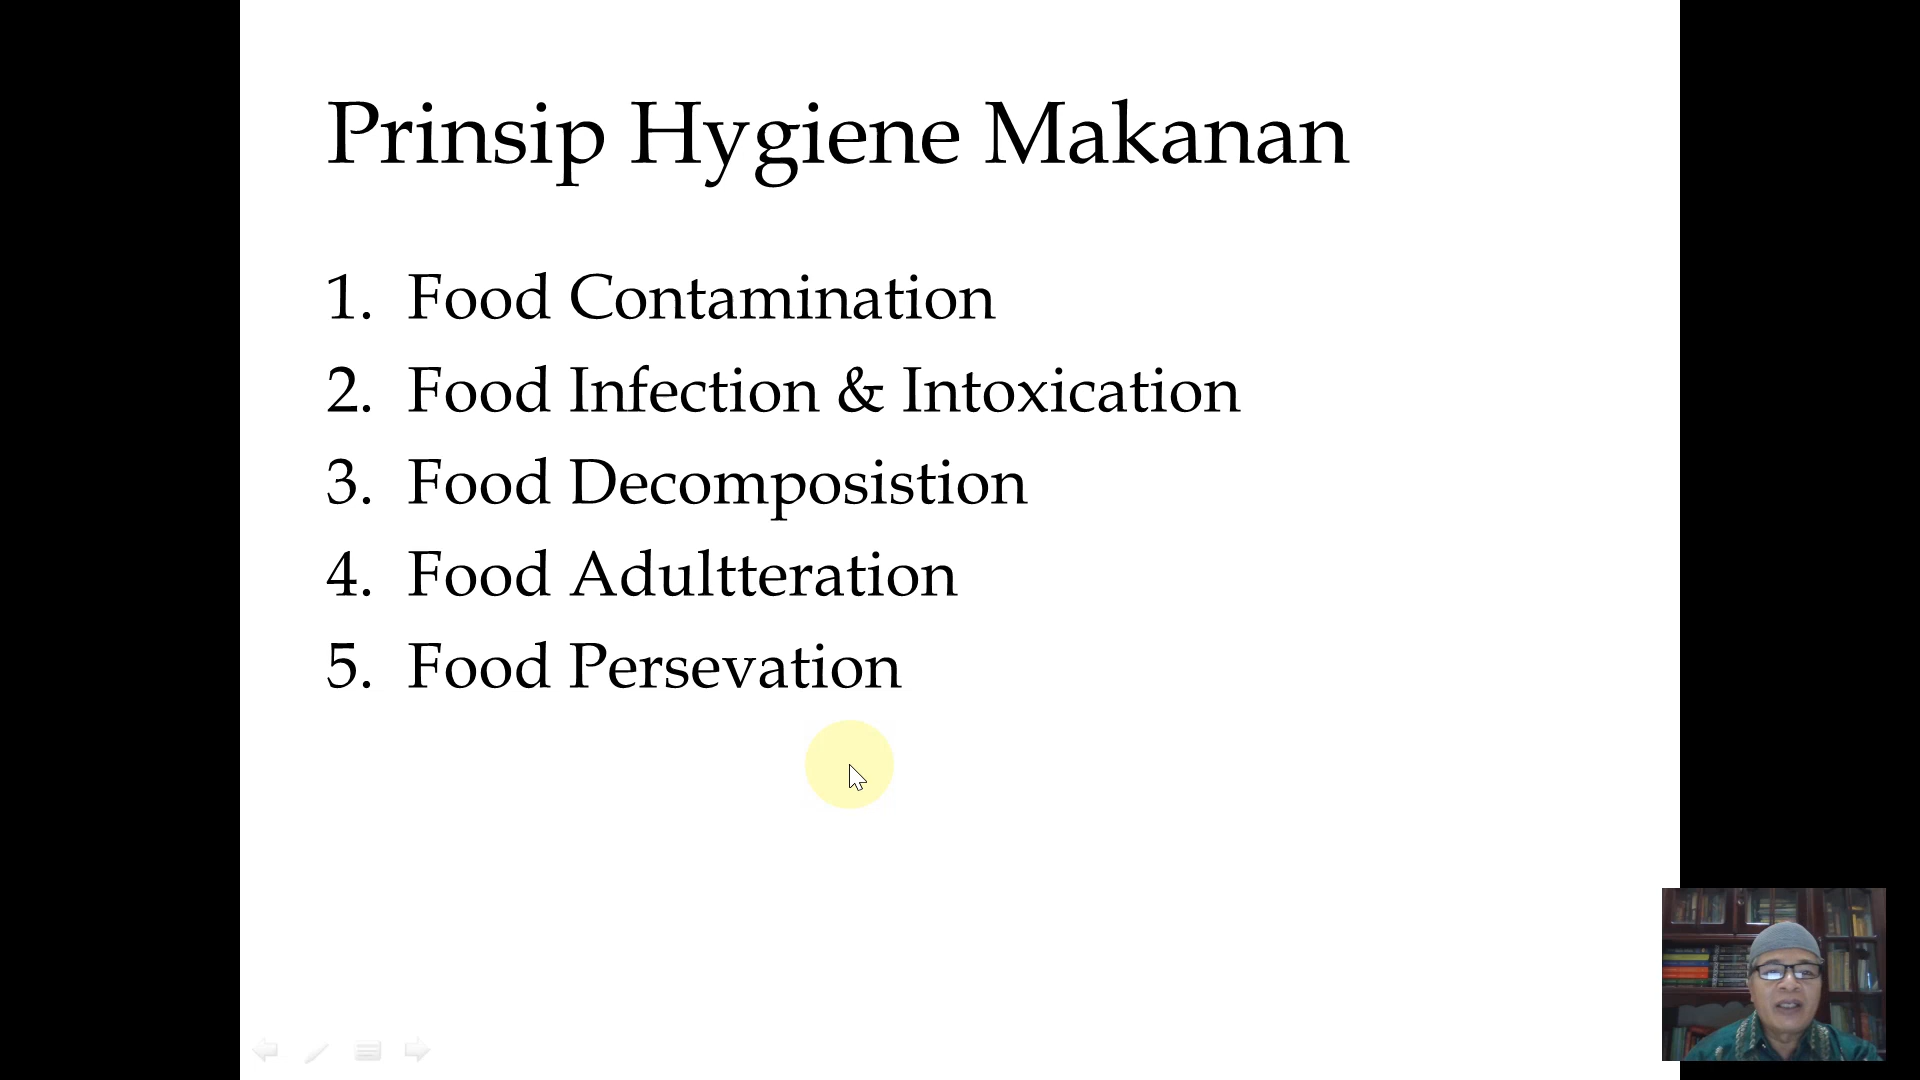 Prinsip Hygiene Makanan
1. Food Contamination
2. Food Infection & Intoxication
3. Food Decomposistion
4. Food Adultteration
5. Food Persevation